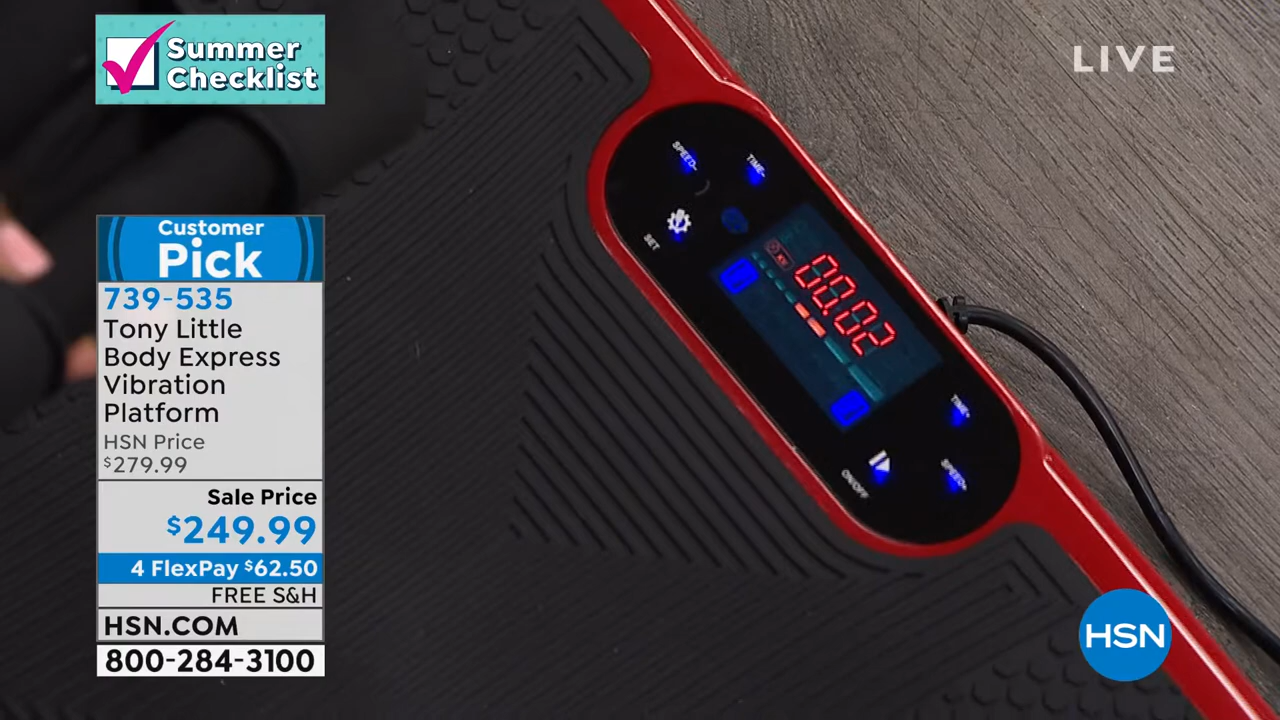 Summer
Checklist
LIVE
Customer
Pick
739-535
Tony Little
Body Express
Vibration
Platform
HSN Price
$279.99
Sale Price
$249.99
4 FlexPay $62.50
FREE S&H
HSN.COM
800-284-3100
SPEED-
TIME-
SET
00:02
TIME+
SPEED+
ON/OFF
HSN